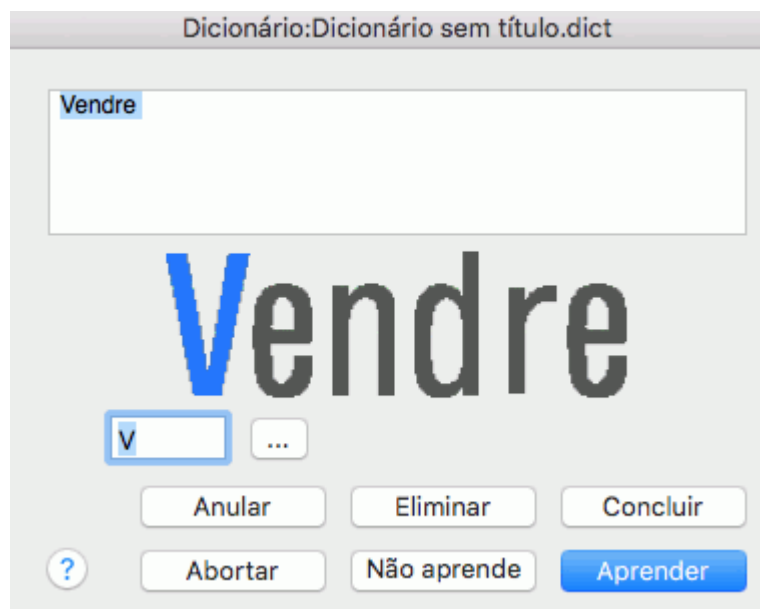 Dicionário:Dicionário sem título.dict
Vendre
Vendre
V
...
Anular Eliminar Concluir
? Abortar Não aprende Aprender